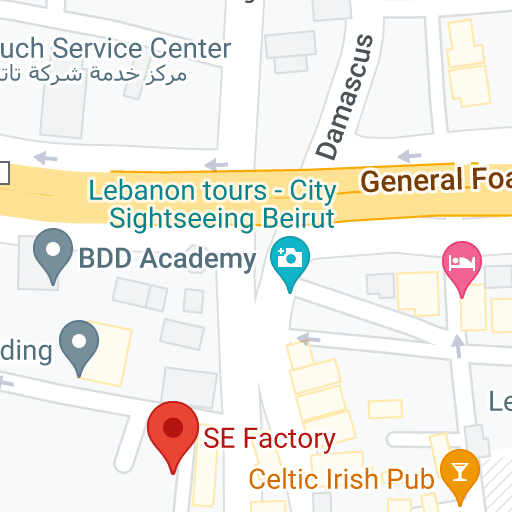 uch Service Center
مركز خدمة شركة تات
Damascus
Lebanon tours - City
Sightseeing Beirut
General Foa
BDD Academy
ding
Le
SE Factory
Celtic Irish Pub